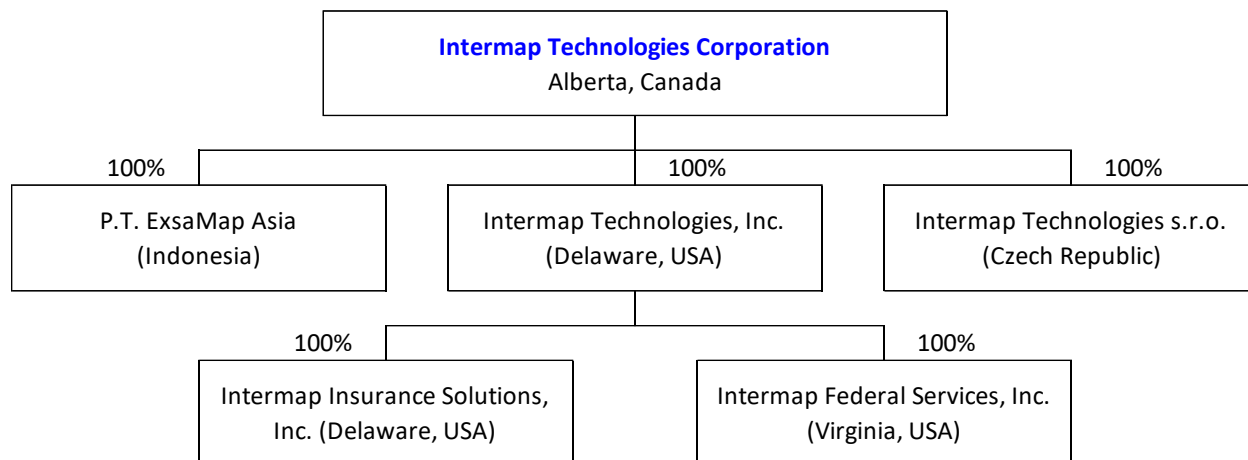 Intermap Technologies Corporation
Alberta, Canada
100%
100%
100%
P.T. ExsaMap Asia
(Indonesia)
Intermap Technologies, Inc.
(Delaware, USA)
Intermap Technologies s.r.o.
(Czech Republic)
100%
100%
Intermap Insurance Solutions,
Inc. (Delaware, USA)
Intermap Federal Services, Inc.
(Virginia, USA)